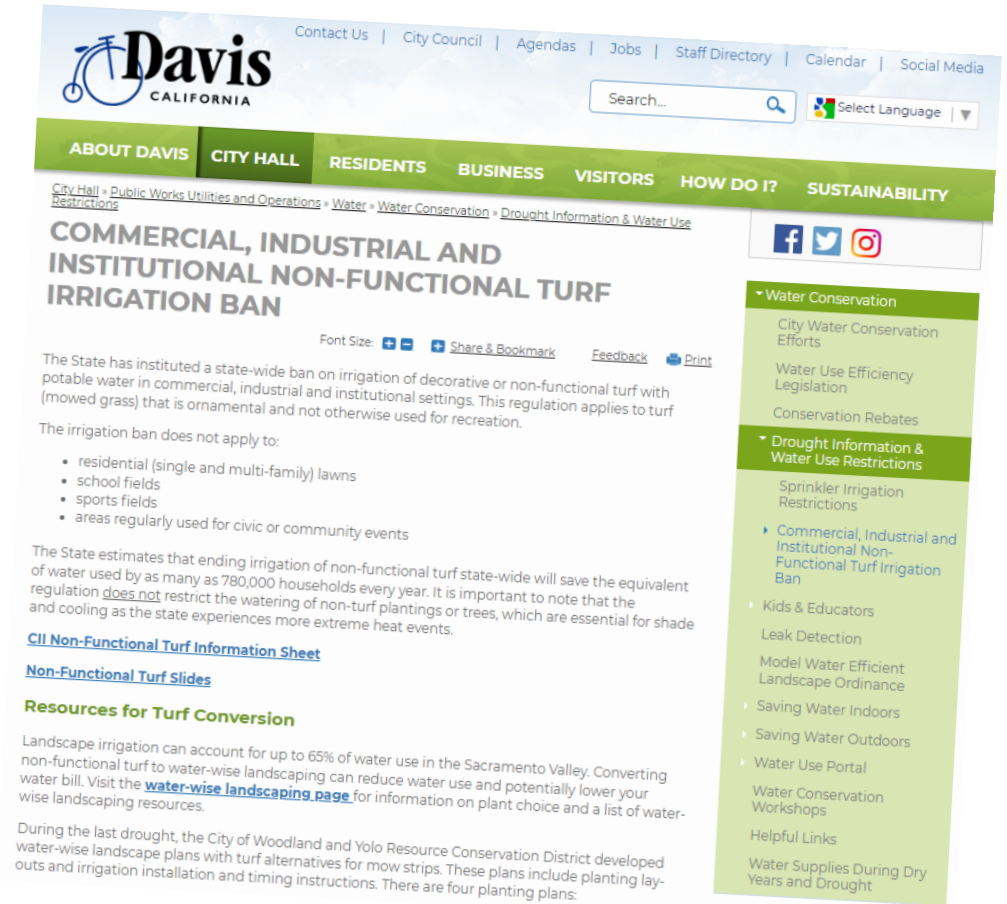 Davis
CALIFORNIA
Contact Us | City Council | Agendas | Jobs | Staff Directory | Calendar | Social Media
Search...
Select Language | ▼
ABOUT DAVIS CITY HALL RESIDENTS BUSINESS VISITORS HOW DO I? SUSTAINABILITY
City Hall » Public Works Utilities and Operations » Water » Water Conservation » Drought Information & Water Use
Restrictions
COMMERCIAL, INDUSTRIAL AND
INSTITUTIONAL NON-FUNCTIONAL TURF
IRRIGATION BAN
Font Size: + - + Share & Bookmark Feedback Print
The State has instituted a state-wide ban on irrigation of decorative or non-functional turf with
potable water in commercial, industrial and institutional settings. This regulation applies to turf
(mowed grass) that is ornamental and not otherwise used for recreation.
The irrigation ban does not apply to:
• residential (single and multi-family) lawns
• school fields
• sports fields
• areas regularly used for civic or community events
The State estimates that ending irrigation of non-functional turf state-wide will save the equivalent
of water used by as many as 780,000 households every year. It is important to note that the
regulation does not restrict the watering of non-turf plantings or trees, which are essential for shade
and cooling as the state experiences more extreme heat events.
CII Non-Functional Turf Information Sheet
Non-Functional Turf Slides
Resources for Turf Conversion
Landscape irrigation can account for up to 65% of water use in the Sacramento Valley. Converting
non-functional turf to water-wise landscaping can reduce water use and potentially lower your
water bill. Visit the water-wise landscaping page for information on plant choice and a list of water-
wise landscaping resources.
During the last drought, the City of Woodland and Yolo Resource Conservation District developed
water-wise landscape plans with turf alternatives for mow strips. These plans include planting lay-
outs and irrigation installation and timing instructions. There are four planting plans:
Water Conservation
City Water Conservation
Efforts
Water Use Efficiency
Legislation
Conservation Rebates
Drought Information &
Water Use Restrictions
Sprinkler Irrigation
Restrictions
Commercial, Industrial and
Institutional Non-
Functional Turf Irrigation
Ban
Kids & Educators
Leak Detection
Model Water Efficient
Landscape Ordinance
Saving Water Indoors
Saving Water Outdoors
Water Use Portal
Water Conservation
Workshops
Helpful Links
Water Supplies During Dry
Years and Drought